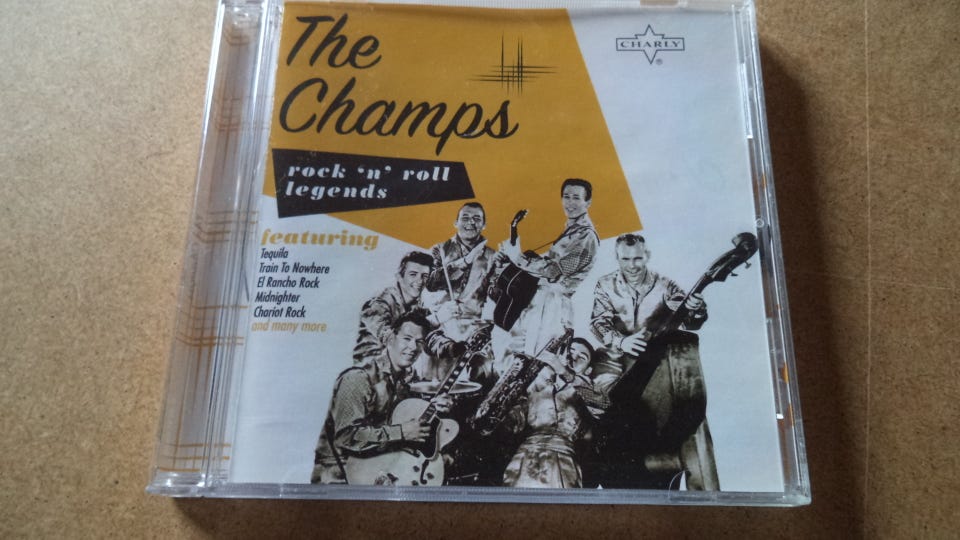 The
Champs
CHARLY
®
rock 'n' roll
legends
featuring
Tequila
Train To Nowhere
El Rancho Rock
Midnighter
Chariot Rock
and many more